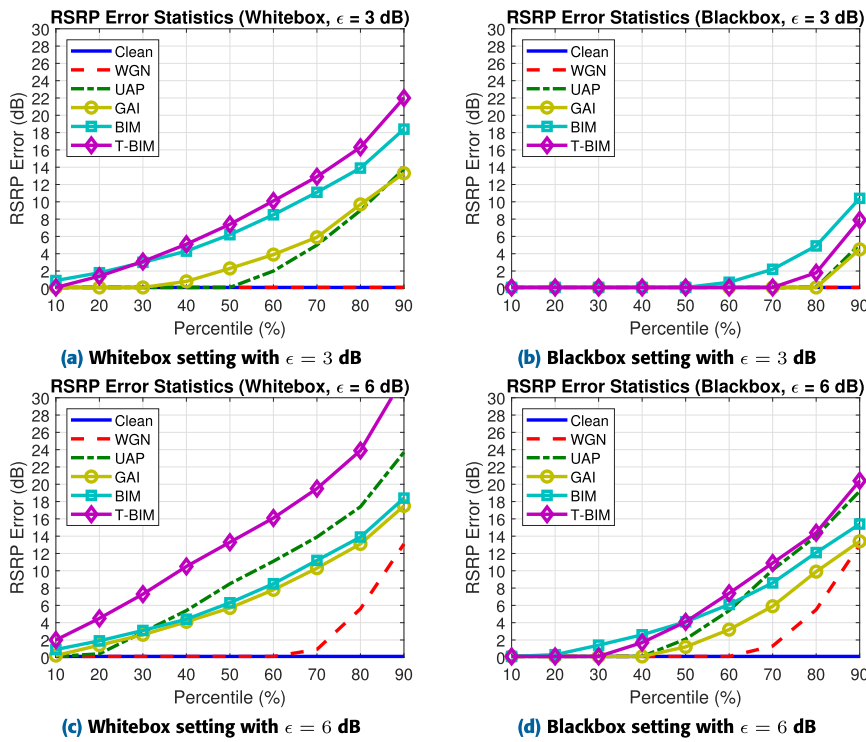 RSRP Error Statistics (Whitebox, ϵ = 3 dB)
30
28
26
24
22
20
18
16
14
12
10
8
6
4
2
0
RSRP Error (dB)
Clean
WGN
UAP
GAI
BIM
T-BIM
10 20 30 40 50 60 70 80 90
Percentile (%)
(a) Whitebox setting with ϵ = 3 dB
RSRP Error Statistics (Blackbox, ϵ = 3 dB)
30
28
26
24
22
20
18
16
14
12
10
8
6
4
2
0
RSRP Error (dB)
Clean
WGN
UAP
GAI
BIM
T-BIM
10 20 30 40 50 60 70 80 90
Percentile (%)
(b) Blackbox setting with ϵ = 3 dB
RSRP Error Statistics (Whitebox, ϵ = 6 dB)
30
28
26
24
22
20
18
16
14
12
10
8
6
4
2
0
RSRP Error (dB)
Clean
WGN
UAP
GAI
BIM
T-BIM
10 20 30 40 50 60 70 80 90
Percentile (%)
(c) Whitebox setting with ϵ = 6 dB
RSRP Error Statistics (Blackbox, ϵ = 6 dB)
30
28
26
24
22
20
18
16
14
12
10
8
6
4
2
0
RSRP Error (dB)
Clean
WGN
UAP
GAI
BIM
T-BIM
10 20 30 40 50 60 70 80 90
Percentile (%)
(d) Blackbox setting with ϵ = 6 dB